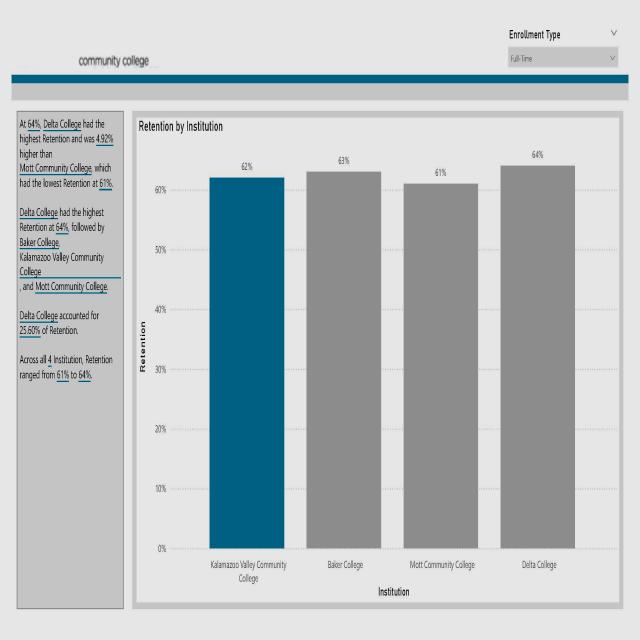 Enrollment Type
community college
Full-Time
At 64%, Delta College had the
highest Retention and was 4.92%
higher than
Mott Community College, which
had the lowest Retention at 61%.
Delta College had the highest
Retention at 64%, followed by
Baker College,
Kalamazoo Valley Community
College
, and Mott Community College.
Delta College accounted for
25.60% of Retention.
Across all 4 Institution, Retention
ranged from 61% to 64%.
Retention by Institution
62%
63%
61%
64%
60%
50%
40%
30%
20%
10%
0%
Retention
Kalamazoo Valley Community
College
Baker College
Mott Community College
Delta College
Institution